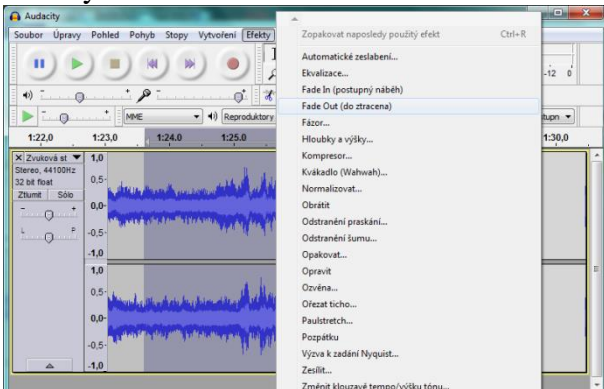 Audacity
Soubor Úpravy Pohled Pohyb Stopy Vytvoření Efekty
-12 0
MME
Reproduktory
tupn
1:22,0 1:23,0 1:24,0 1:25,0 1:30,0
Zvuková st
Stereo, 44100Hz
32 bit float
Ztlumit Sólo
- +
L P
1,0
0,5-
0,0-
-0,5-
-1,0
1,0
0,5-
0,0-
-0,5-
-1,0
Zopakovat naposledy použitý efekt Ctrl+R
Automatické zeslabení...
Ekvalizace...
Fade In (postupný náběh)
Fade Out (do ztracena)
Fázor...
Hloubky a výšky...
Kompresor...
Kvákadlo (Wahwah)...
Normalizovat...
Obrátit
Odstranění praskání...
Odstranění šumu...
Opakovat...
Opravit
Ozvěna...
Ořezat ticho...
Paulstretch...
Pozpátku
Výzva k zadání Nyquist...
Zesílit...
Změnit klouzavé tempo/výšku tónu...